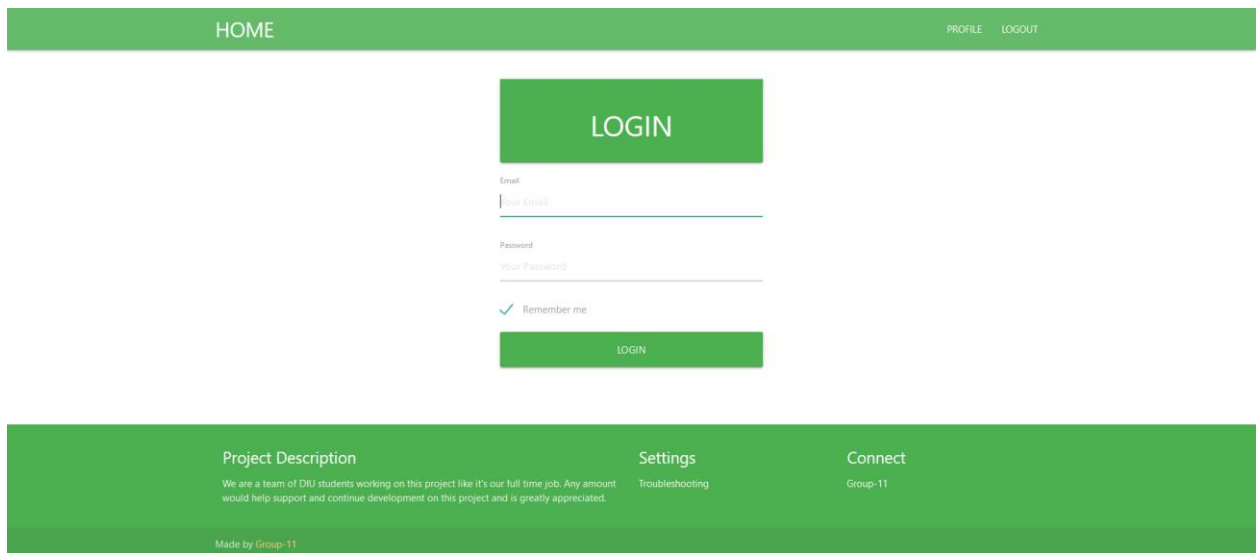 HOME
PROFILE LOGOUT
LOGIN
Email
Your Email
Password
Your Password
Remember me
LOGIN
Project Description
We are a team of DIU students working on this project like it's our full time job. Any amount
would help support and continue development on this project and is greatly appreciated.
Settings
Troubleshooting
Connect
Group-11
Made by Group-11